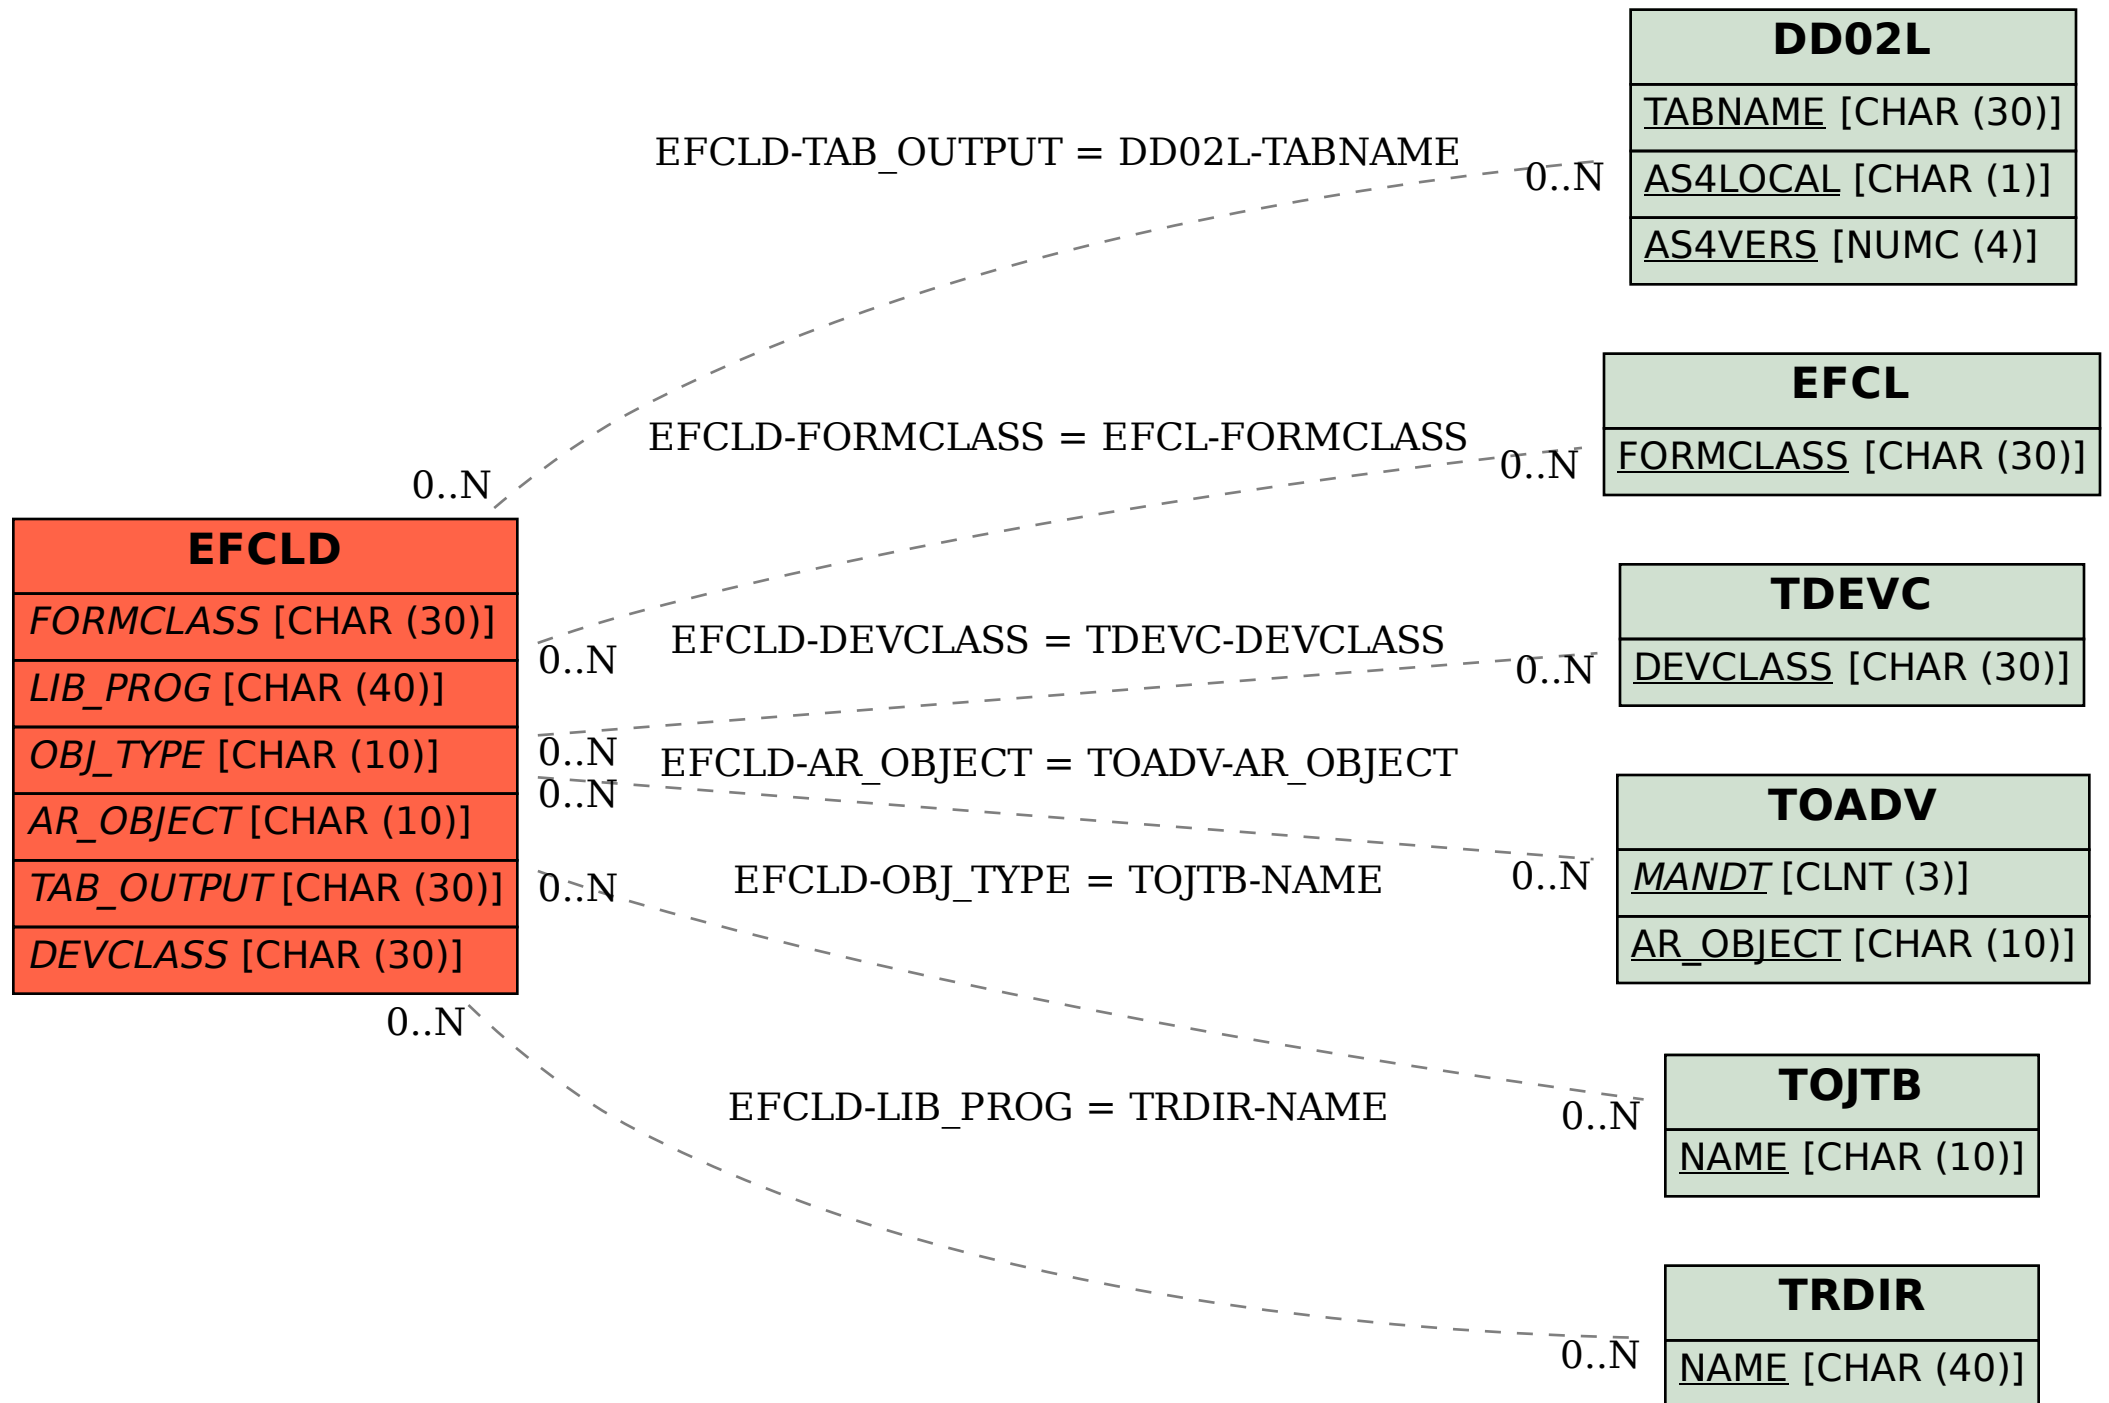 DD02L
TABNAME [CHAR (30)]
AS4LOCAL [CHAR (1)]
AS4VERS [NUMC (4)]
EFCLD-TAB_OUTPUT = DD02L-TABNAME
0..N
0..N
EFCL
FORMCLASS [CHAR (30)]
EFCLD-FORMCLASS = EFCL-FORMCLASS
0..N
0..N
EFCLD
FORMCLASS [CHAR (30)]
LIB_PROG [CHAR (40)]
OBJ_TYPE [CHAR (10)]
AR_OBJECT [CHAR (10)]
TAB_OUTPUT [CHAR (30)]
DEVCLASS [CHAR (30)]
TDEVC
DEVCLASS [CHAR (30)]
EFCLD-DEVCLASS = TDEVC-DEVCLASS
0..N
0..N
EFCLD-AR_OBJECT = TOADV-AR_OBJECT
0..N
0..N
TOADV
MANDT [CLNT (3)]
AR_OBJECT [CHAR (10)]
EFCLD-OBJ_TYPE = TOJTB-NAME
0..N
0..N
TOJTB
NAME [CHAR (10)]
EFCLD-LIB_PROG = TRDIR-NAME
0..N
0..N
TRDIR
NAME [CHAR (40)]